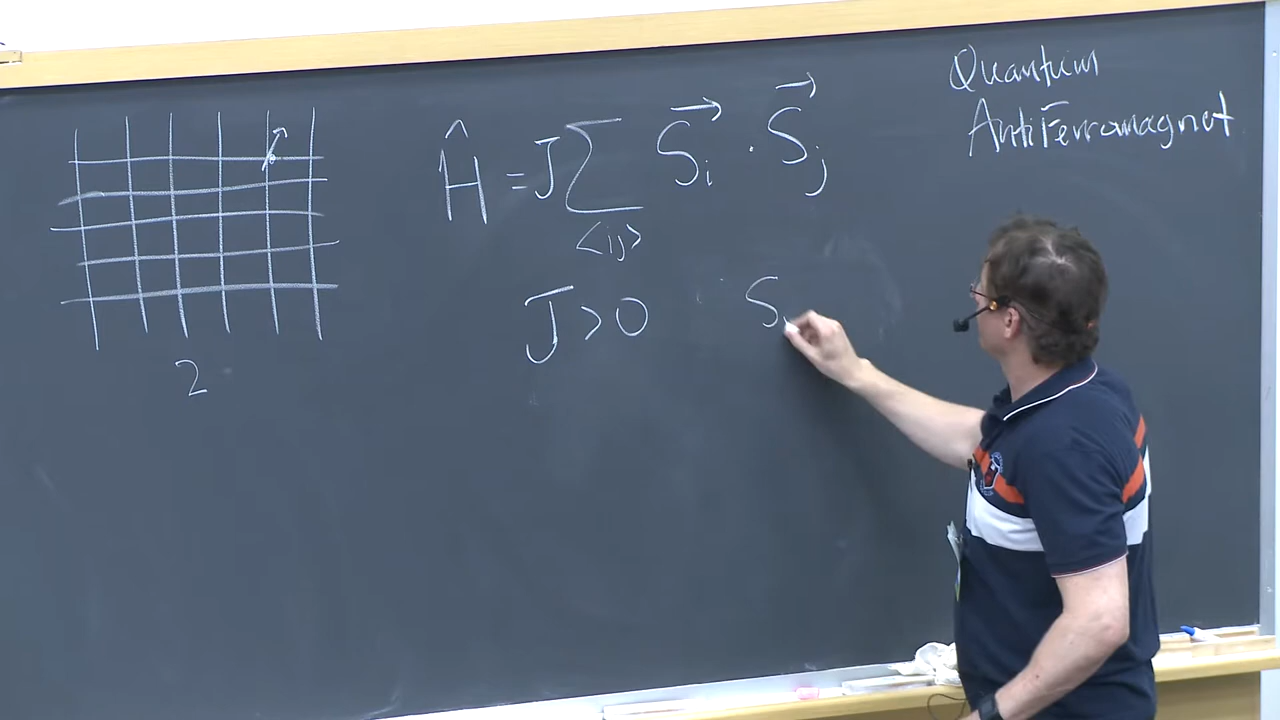 Quantum
AntiFerromagnet
Ĥ = J Σ S⃗i · S⃗j
<ij>
J > 0 S
2